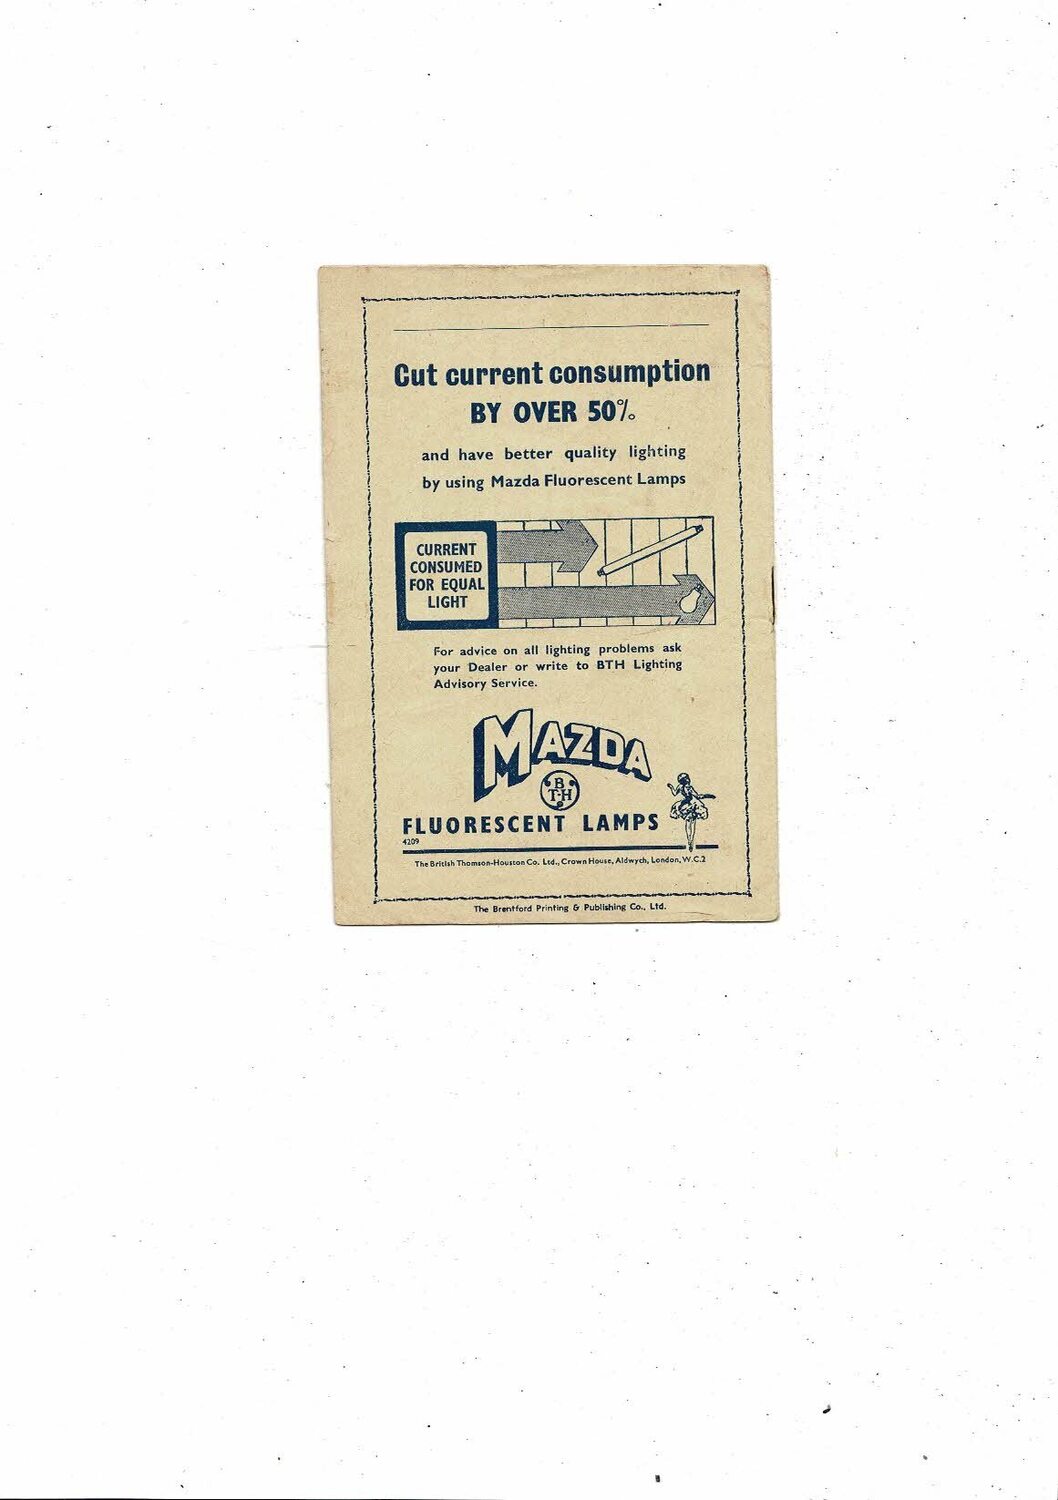 Cut current consumption
BY OVER 50%
and have better quality lighting
by using Mazda Fluorescent Lamps
CURRENT
CONSUMED
FOR EQUAL
LIGHT
For advice on all lighting problems ask
your Dealer or write to BTH Lighting
Advisory Service.
MAZDA
B
T·H
FLUORESCENT LAMPS
4209
The British Thomson-Houston Co. Ltd., Crown House, Aldwych, London, W.C.2
The Brentford Printing & Publishing Co., Ltd.